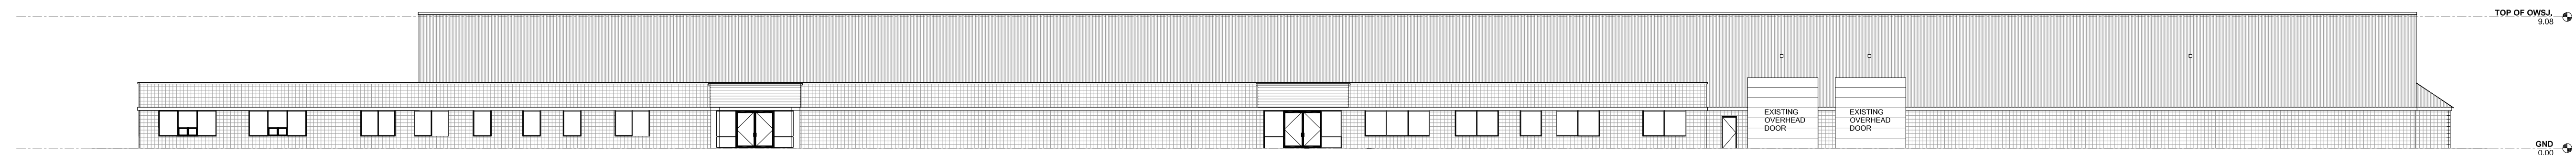 TOP OF OWSJ.
9.08
EXISTING
OVERHEAD
DOOR
EXISTING
OVERHEAD
DOOR
GND
0.00